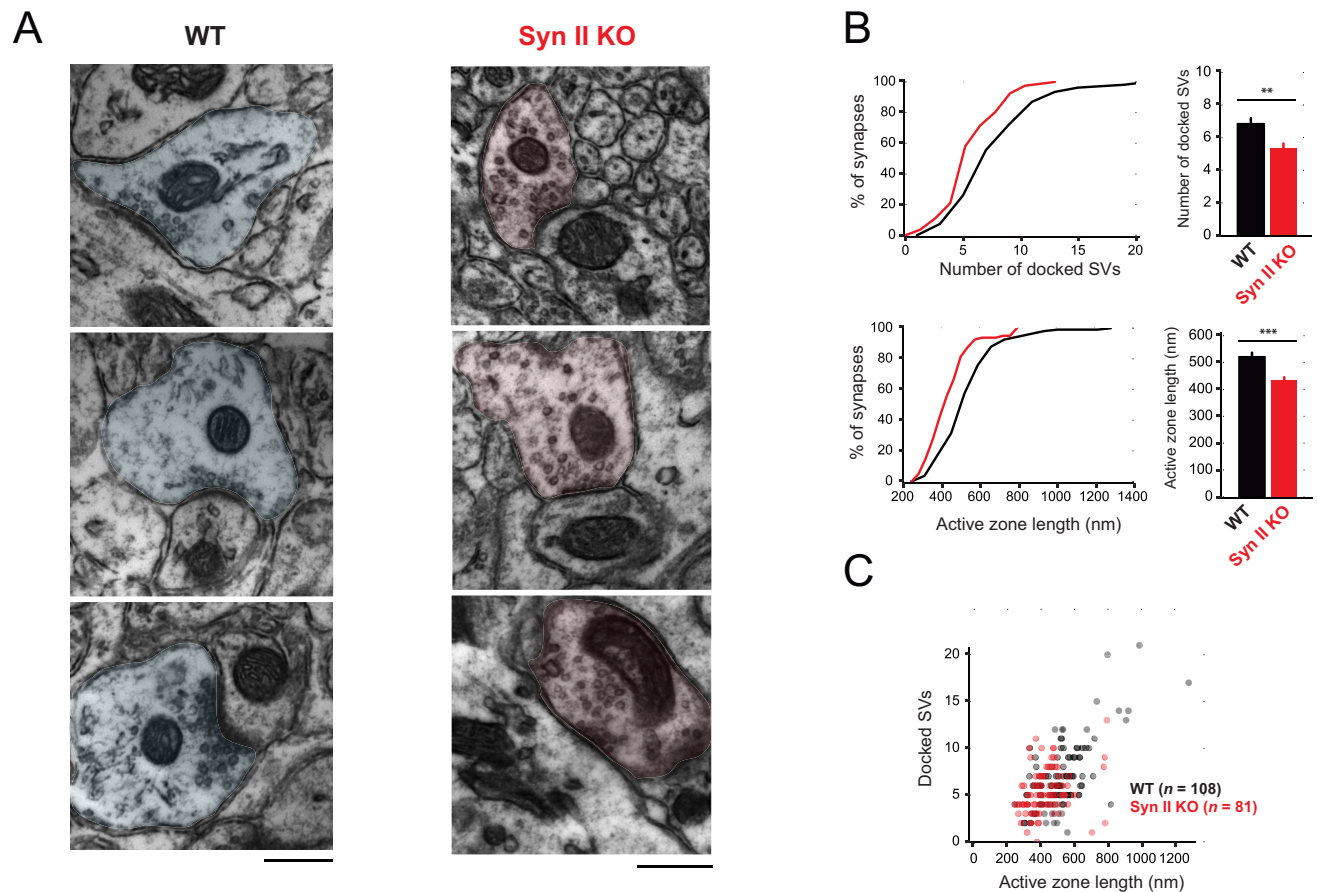 A
WT
Syn II KO
B
% of synapses
100
80
60
40
20
0
0
5
10
15
20
Number of docked SVs
Number of docked SVs
10
8
6
4
2
0
**
WT
Syn II KO
% of synapses
100
80
60
40
20
0
200
400
600
800
1000
1200
1400
Active zone length (nm)
Active zone length (nm)
600
500
400
300
200
100
0
***
WT
Syn II KO
C
Docked SVs
20
15
10
5
0
0
200
400
600
800
1000
1200
Active zone length (nm)
WT (n = 108)
Syn II KO (n = 81)